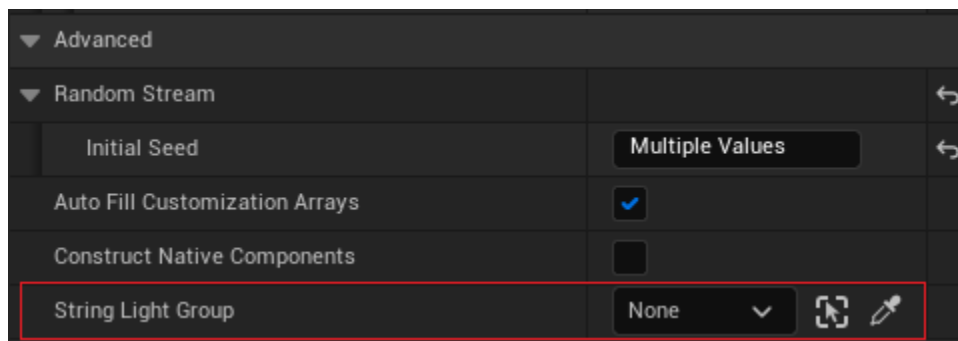 Advanced
Random Stream
Initial Seed Multiple Values
Auto Fill Customization Arrays
Construct Native Components
String Light Group None